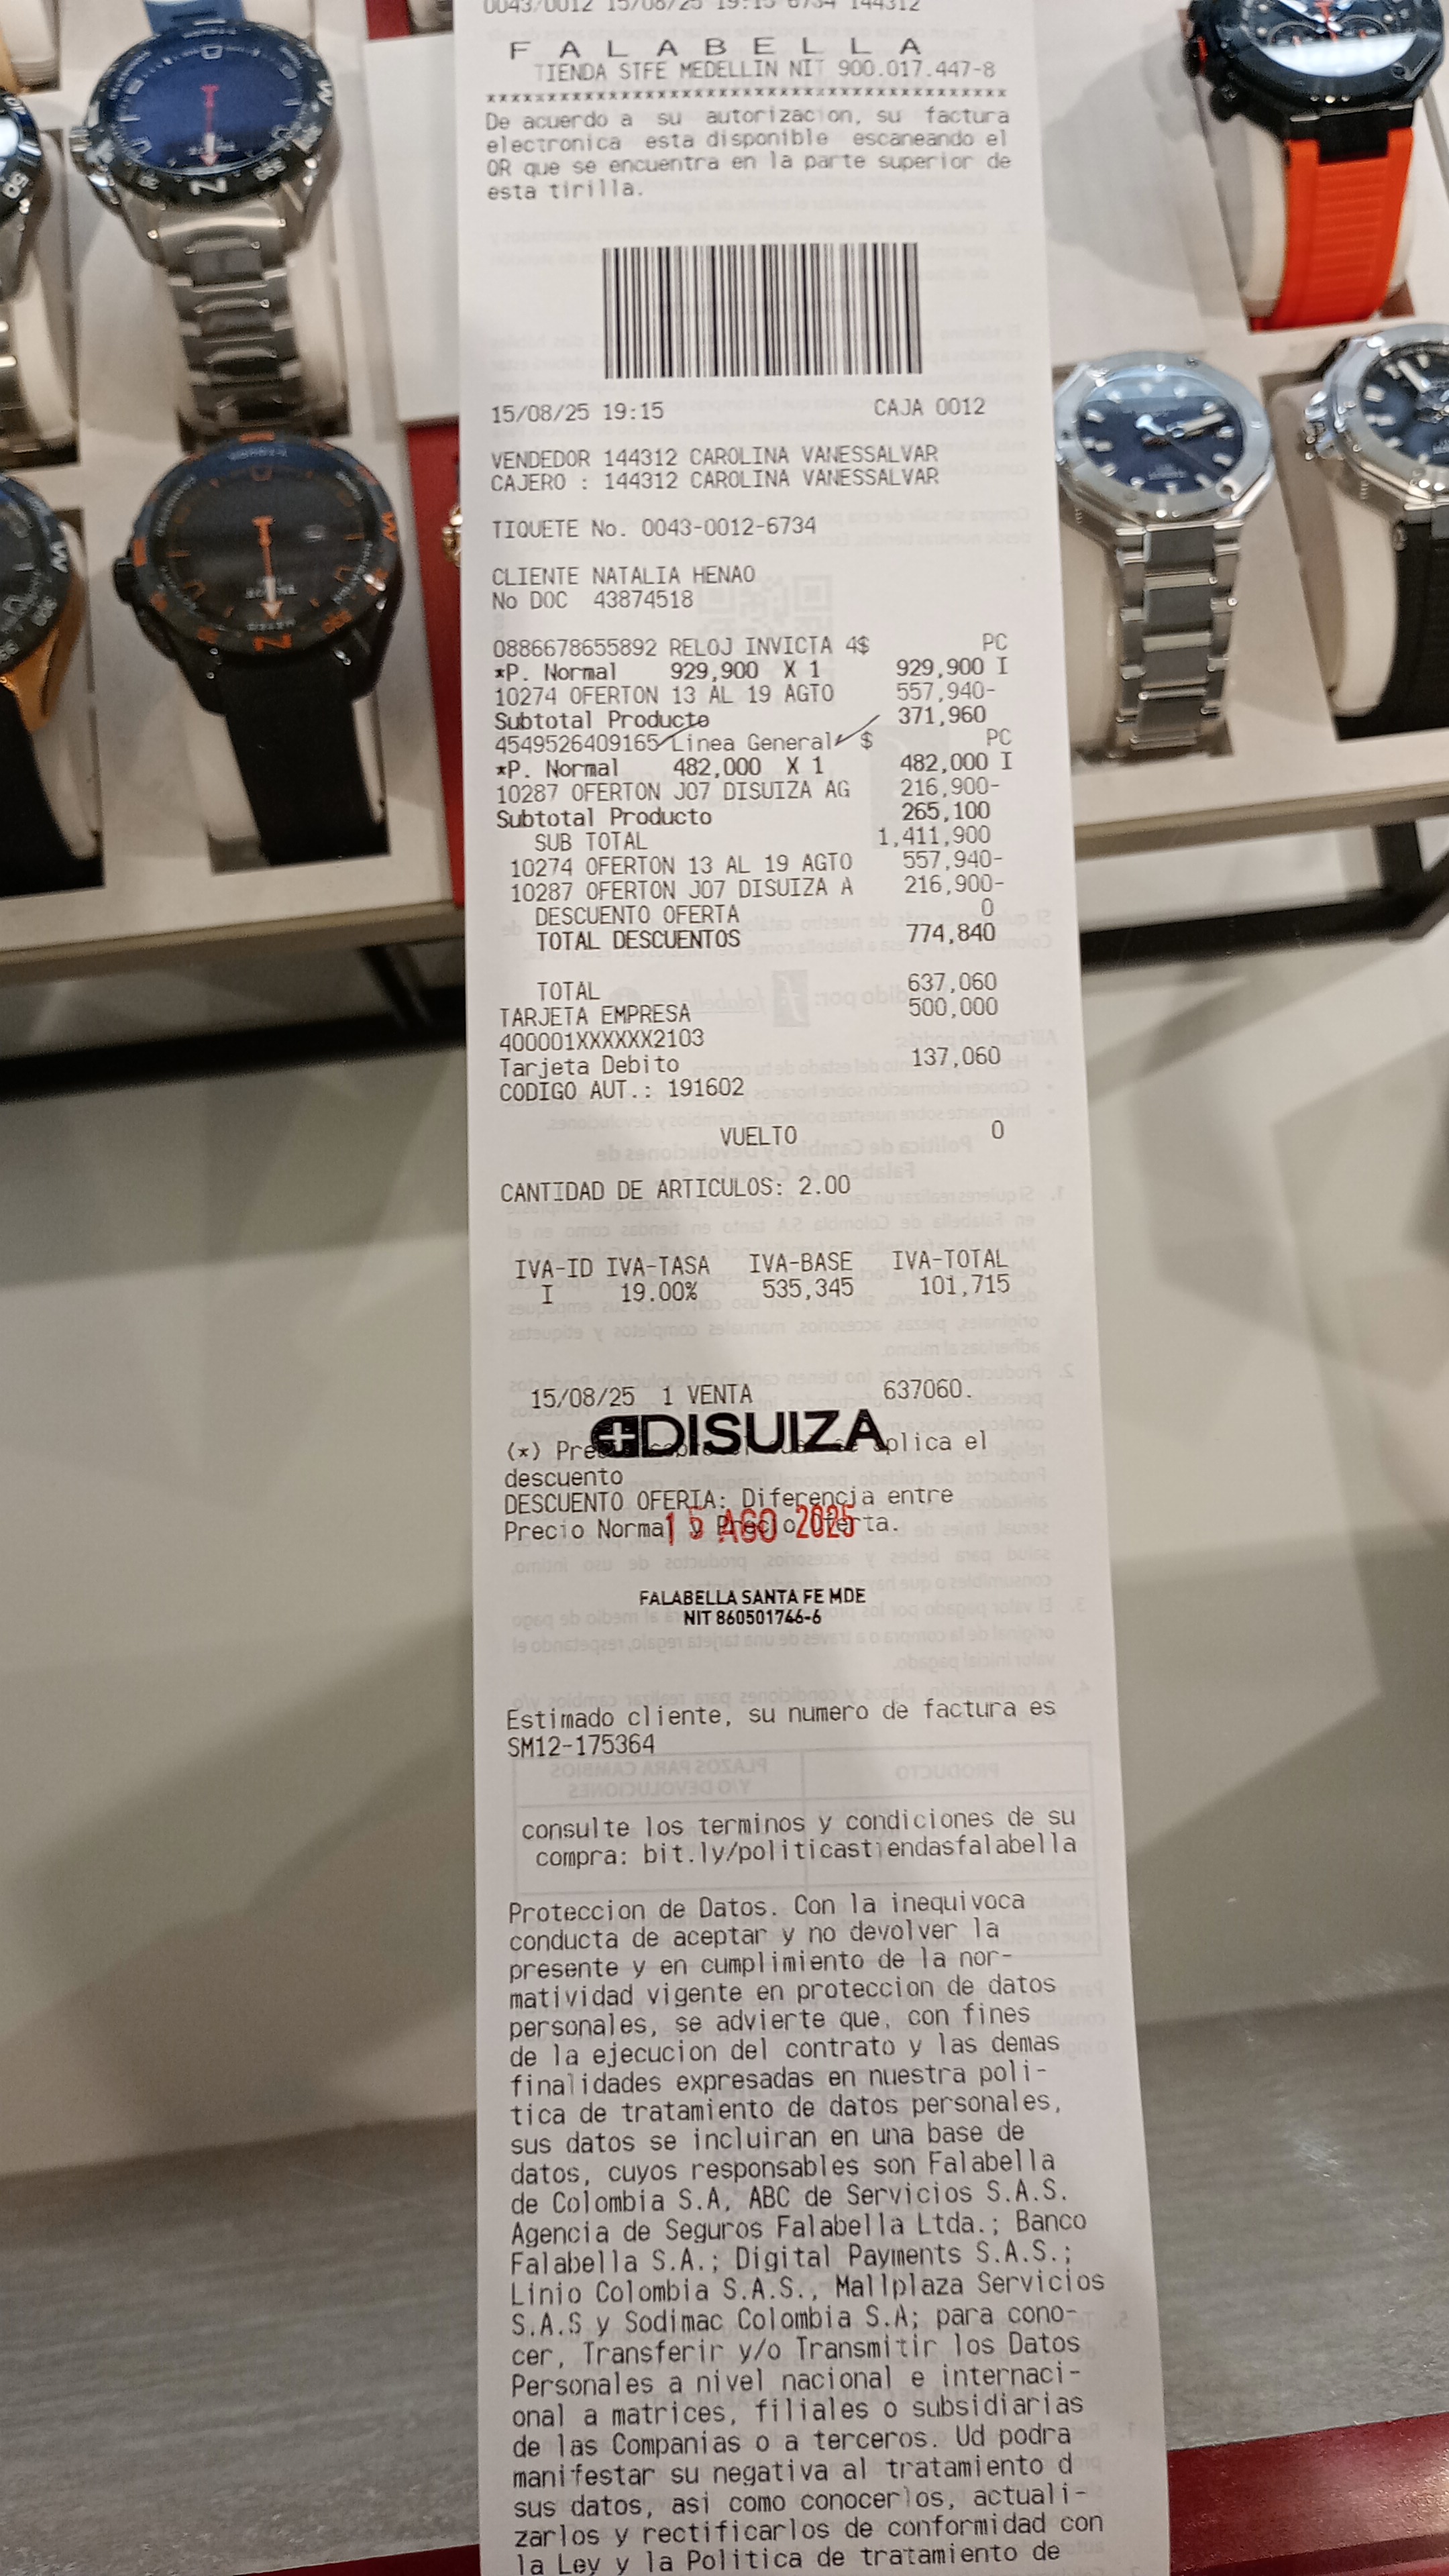 0043/0012 15/08/25 19:15 6734 144312
FALABELLA
TIENDA STFE MEDELLIN NIT 900.017.447-8
******************************************
De acuerdo a su autorizacion, su factura
electronica esta disponible escaneando el
QR que se encuentra en la parte superior de
esta tirilla.
15/08/25 19:15 CAJA 0012
VENDEDOR 144312 CAROLINA VANESSALVAR
CAJERO : 144312 CAROLINA VANESSALVAR
TIQUETE No. 0043-0012-6734
CLIENTE NATALIA HENAO
No DOC 43874518
0886678655892 RELOJ INVICTA 4$ PC
*P. Normal 929,900 X 1 929,900 I
10274 OFERTON 13 AL 19 AGTO 557,940-
Subtotal Producto 371,960
4549526409165 Linea General $ PC
*P. Normal 482,000 X 1 482,000 I
10287 OFERTON J07 DISUIZA AG 216,900-
Subtotal Producto 265,100
SUB TOTAL 1,411,900
10274 OFERTON 13 AL 19 AGTO 557,940-
10287 OFERTON J07 DISUIZA A 216,900-
DESCUENTO OFERTA 0
TOTAL DESCUENTOS 774,840
TOTAL 637,060
TARJETA EMPRESA 500,000
400001XXXXXX2103
Tarjeta Debito 137,060
CODIGO AUT.: 191602
VUELTO 0
CANTIDAD DE ARTICULOS: 2.00
IVA-ID IVA-TASA IVA-BASE IVA-TOTAL
I 19.00% 535,345 101,715
15/08/25 1 VENTA 637060.
DISUIZA
(*) aplica el
descuento
DESCUENTO OFERTA: Diferencia entre
Precio Normal y Precio Oferta.
15 AGO 2025
FALABELLA SANTA FE MDE
NIT 860501746-6
Estimado cliente, su numero de factura es
SM12-175364
consulte los terminos y condiciones de su
compra: bit.ly/politicastiendasfalabella
Proteccion de Datos. Con la inequivoca
conducta de aceptar y no devolver la
presente y en cumplimiento de la nor-
matividad vigente en proteccion de datos
personales, se advierte que, con fines
de la ejecucion del contrato y las demas
finalidades expresadas en nuestra poli-
tica de tratamiento de datos personales,
sus datos se incluiran en una base de
datos, cuyos responsables son Falabella
de Colombia S.A, ABC de Servicios S.A.S.
Agencia de Seguros Falabella Ltda.; Banco
Falabella S.A.; Digital Payments S.A.S.;
Linio Colombia S.A.S., Mallplaza Servicios
S.A.S y Sodimac Colombia S.A; para cono-
cer, Transferir y/o Transmitir los Datos
Personales a nivel nacional e internaci-
onal a matrices, filiales o subsidiarias
de las Companias o a terceros. Ud podra
manifestar su negativa al tratamiento d
sus datos, asi como conocerlos, actuali-
zarlos y rectificarlos de conformidad con
la Ley y la Politica de tratamiento de